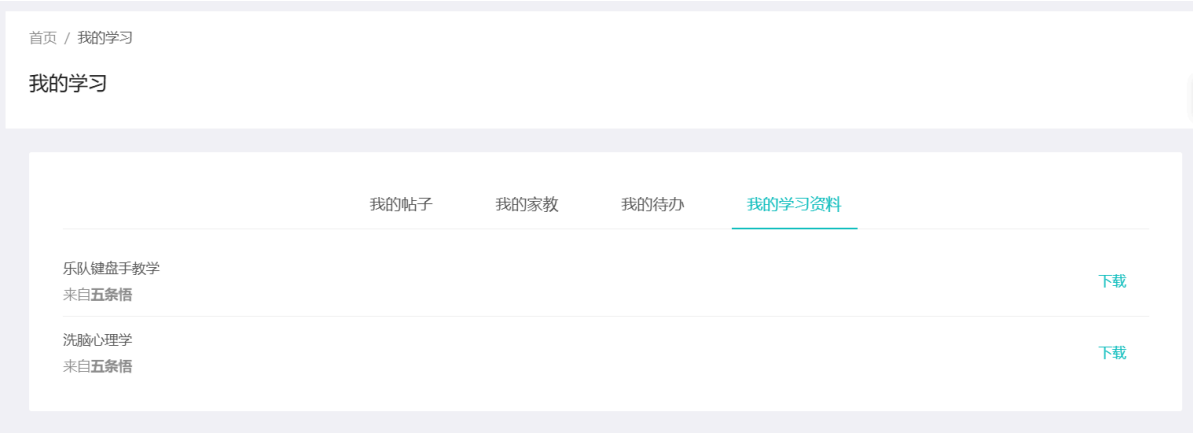 首页 / 我的学习
我的学习
我的帖子 我的家教 我的待办 我的学习资料
乐队键盘手教学
来自五条悟
下载
洗脑心理学
来自五条悟
下载